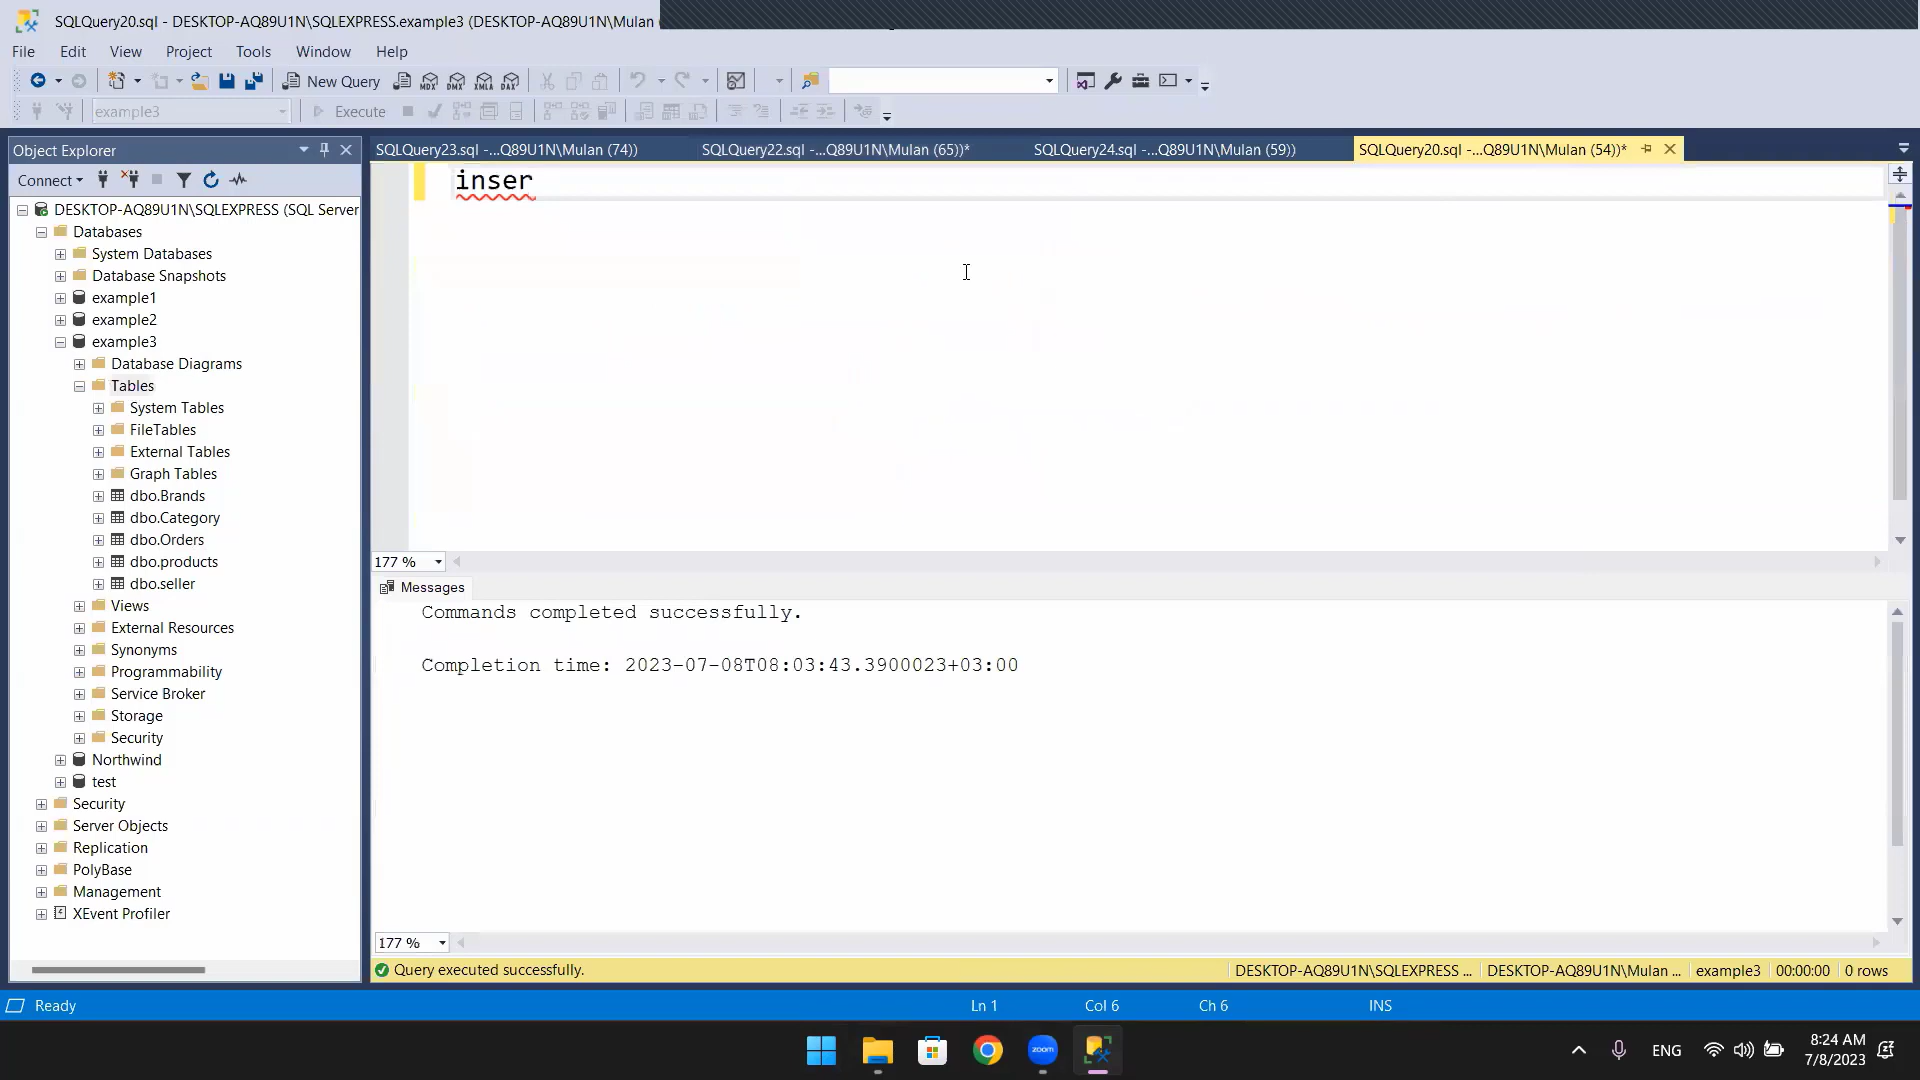 SQLQuery20.sql - DESKTOP-AQ89U1N\SQLEXPRESS.example3 (DESKTOP-AQ89U1N\Mulan (
File Edit View Project Tools Window Help
New Query MDX DMX XMLA DAX
example3 Execute
Object Explorer
Connect
DESKTOP-AQ89U1N\SQLEXPRESS (SQL Server
Databases
System Databases
Database Snapshots
example1
example2
example3
Database Diagrams
Tables
System Tables
FileTables
External Tables
Graph Tables
dbo.Brands
dbo.Category
dbo.Orders
dbo.products
dbo.seller
Views
External Resources
Synonyms
Programmability
Service Broker
Storage
Security
Northwind
test
Security
Server Objects
Replication
PolyBase
Management
XEvent Profiler
SQLQuery23.sql -...Q89U1N\Mulan (74)) SQLQuery22.sql -...Q89U1N\Mulan (65))* SQLQuery24.sql -...Q89U1N\Mulan (59)) SQLQuery20.sql -...Q89U1N\Mulan (54))*
inser
177 %
Messages
Commands completed successfully.
Completion time: 2023-07-08T08:03:43.3900023+03:00
177 %
Query executed successfully. DESKTOP-AQ89U1N\SQLEXPRESS ... DESKTOP-AQ89U1N\Mulan ... example3 00:00:00 0 rows
Ready Ln 1 Col 6 Ch 6 INS
zoom ENG 8:24 AM
7/8/2023